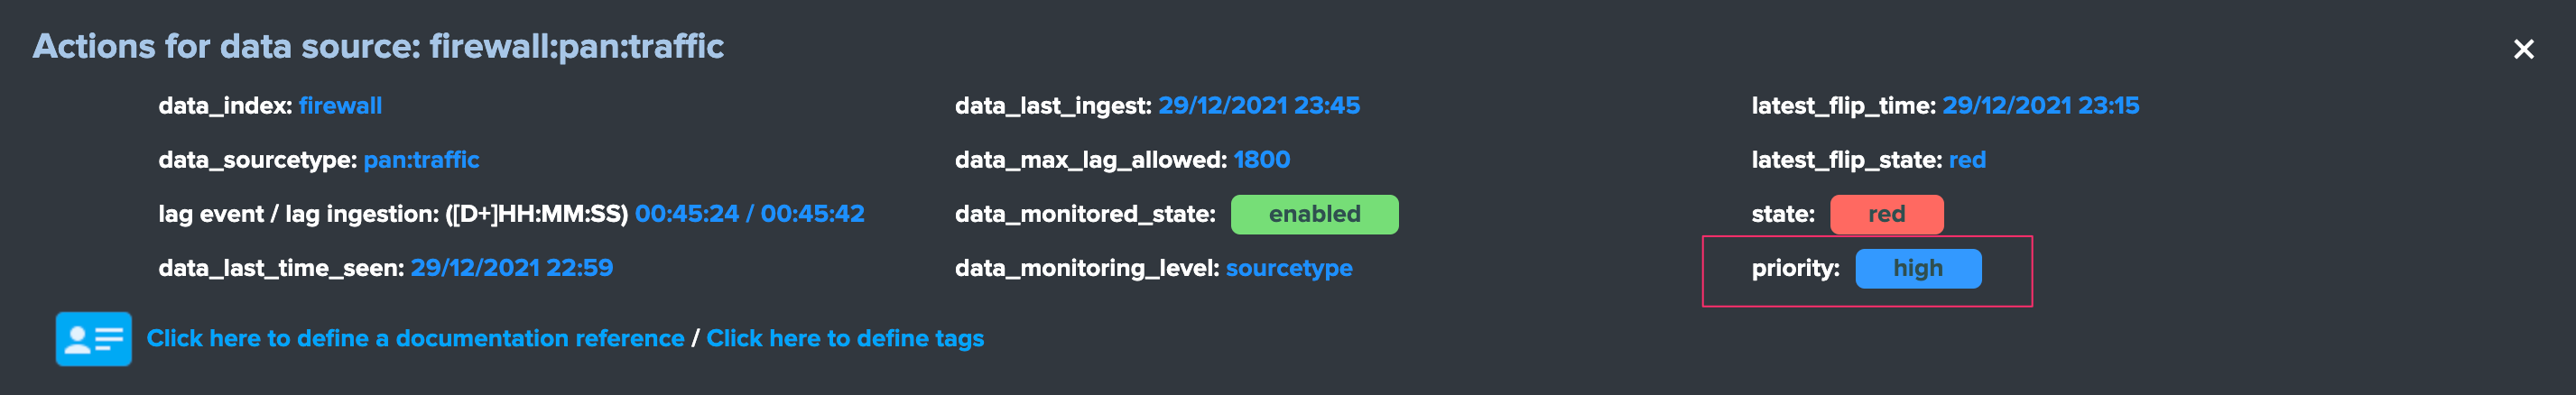 Actions for data source: firewall:pan:traffic
data_index: firewall
data_last_ingest: 29/12/2021 23:45
latest_flip_time: 29/12/2021 23:15
data_sourcetype: pan:traffic
data_max_lag_allowed: 1800
latest_flip_state: red
lag event / lag ingestion: ([D+]HH:MM:SS) 00:45:24 / 00:45:42
data_monitored_state: enabled
state: red
data_last_time_seen: 29/12/2021 22:59
data_monitoring_level: sourcetype
priority: high
Click here to define a documentation reference / Click here to define tags